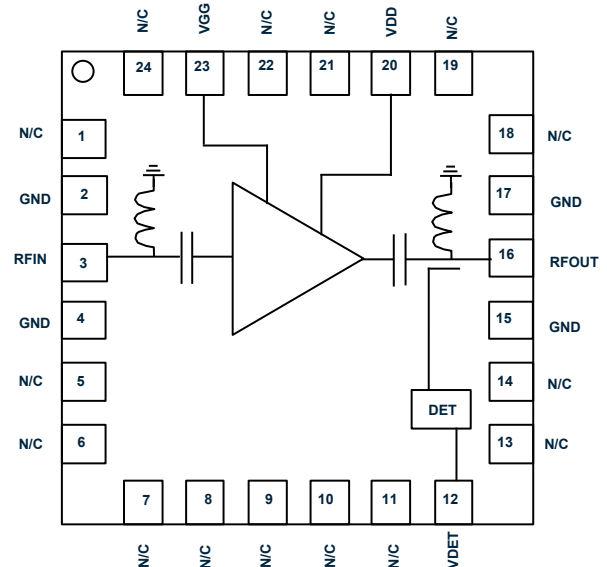 N/C
VGG
N/C
N/C
VDD
N/C
24
23
22
21
20
19
N/C
1
18
N/C
GND
2
17
GND
RFIN
3
16
RFOUT
GND
4
15
GND
N/C
5
14
N/C
DET
N/C
6
13
N/C
7
8
9
10
11
12
N/C
N/C
N/C
N/C
N/C
VDET